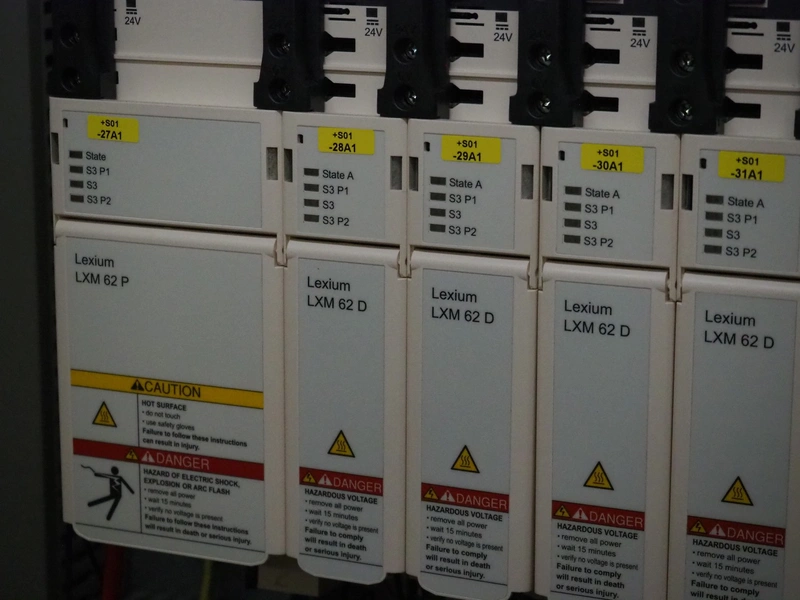 24V
24V
24V
24V
24V
+S01
-27A1
State
S3 P1
S3
S3 P2
Lexium
LXM 62 P
CAUTION
HOT SURFACE
• do not touch
• use safety gloves
Failure to follow these instructions
can result in injury.
DANGER
HAZARD OF ELECTRIC SHOCK,
EXPLOSION OR ARC FLASH
• remove all power
• wait 15 minutes
• verify no voltage is present
Failure to follow these instructions
will result in death or serious injury.
+S01
-28A1
State A
S3 P1
S3
S3 P2
Lexium
LXM 62 D
DANGER
HAZARDOUS VOLTAGE
• remove all power
• wait 15 minutes
• verify no voltage is present
Failure to comply
will result in death
or serious injury.
+S01
-29A1
State A
S3 P1
S3
S3 P2
Lexium
LXM 62 D
DANGER
HAZARDOUS VOLTAGE
• remove all power
• wait 15 minutes
• verify no voltage is present
Failure to comply
will result in death
or serious injury.
+S01
-30A1
State A
S3 P1
S3
S3 P2
Lexium
LXM 62 D
DANGER
HAZARDOUS VOLTAGE
• remove all power
• wait 15 minutes
• verify no voltage is present
Failure to comply
will result in death
or serious injury.
+S01
-31A1
State A
S3 P1
S3
S3 P2
Lexium
LXM 62 D
DANGER
HAZARDOUS VOLTAGE
• remove all power
• wait 15 minutes
• verify no voltage is present
Failure to comply
will result in death